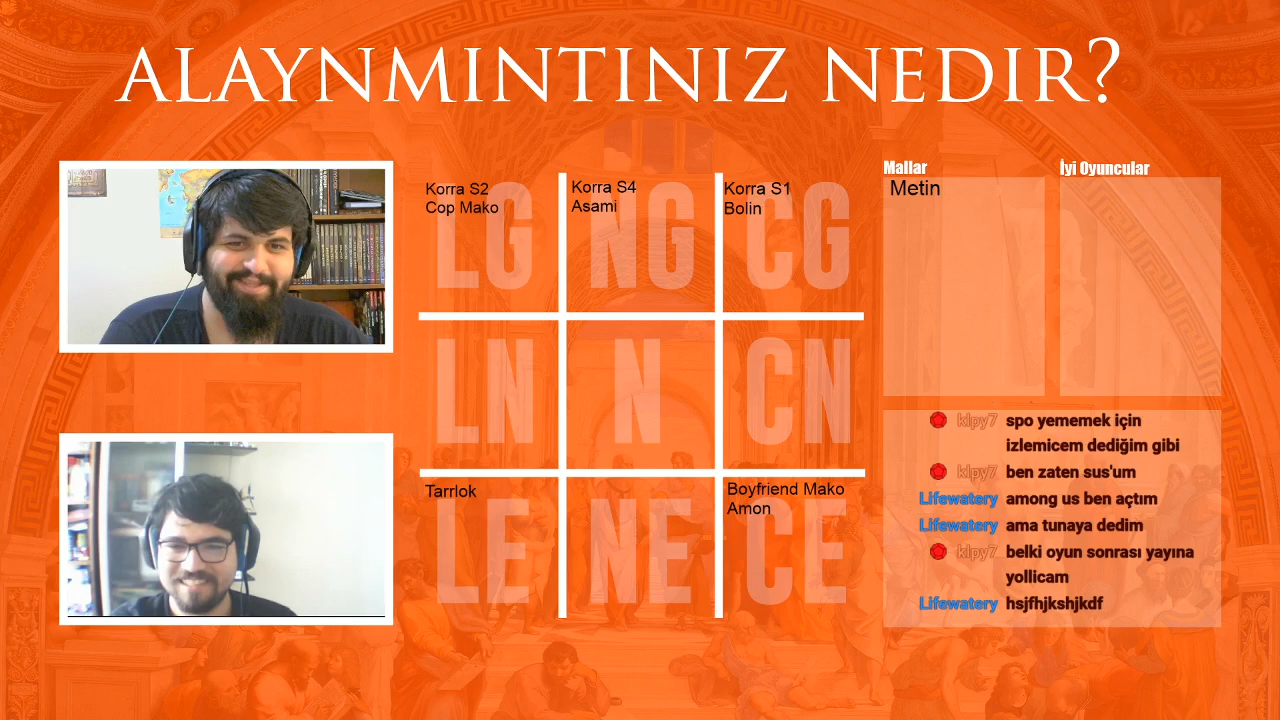 ALAYNMINTINIZ NEDIR?
Korra S2
Cop Mako
LG
Korra S4
Asami
NG
Korra S1
Bolin
CG
LN
N
CN
Tarrlok
LE
NE
Boyfriend Mako
Amon
CE
Mallar
Metin
İyi Oyuncular
klpy7 spo yememek için
izlemicem dediğim gibi
klpy7 ben zaten sus'um
Lifewatery among us ben açtım
Lifewatery ama tunaya dedim
klpy7 belki oyun sonrası yayına
yollicam
Lifewatery hsjfhjkshjkdf